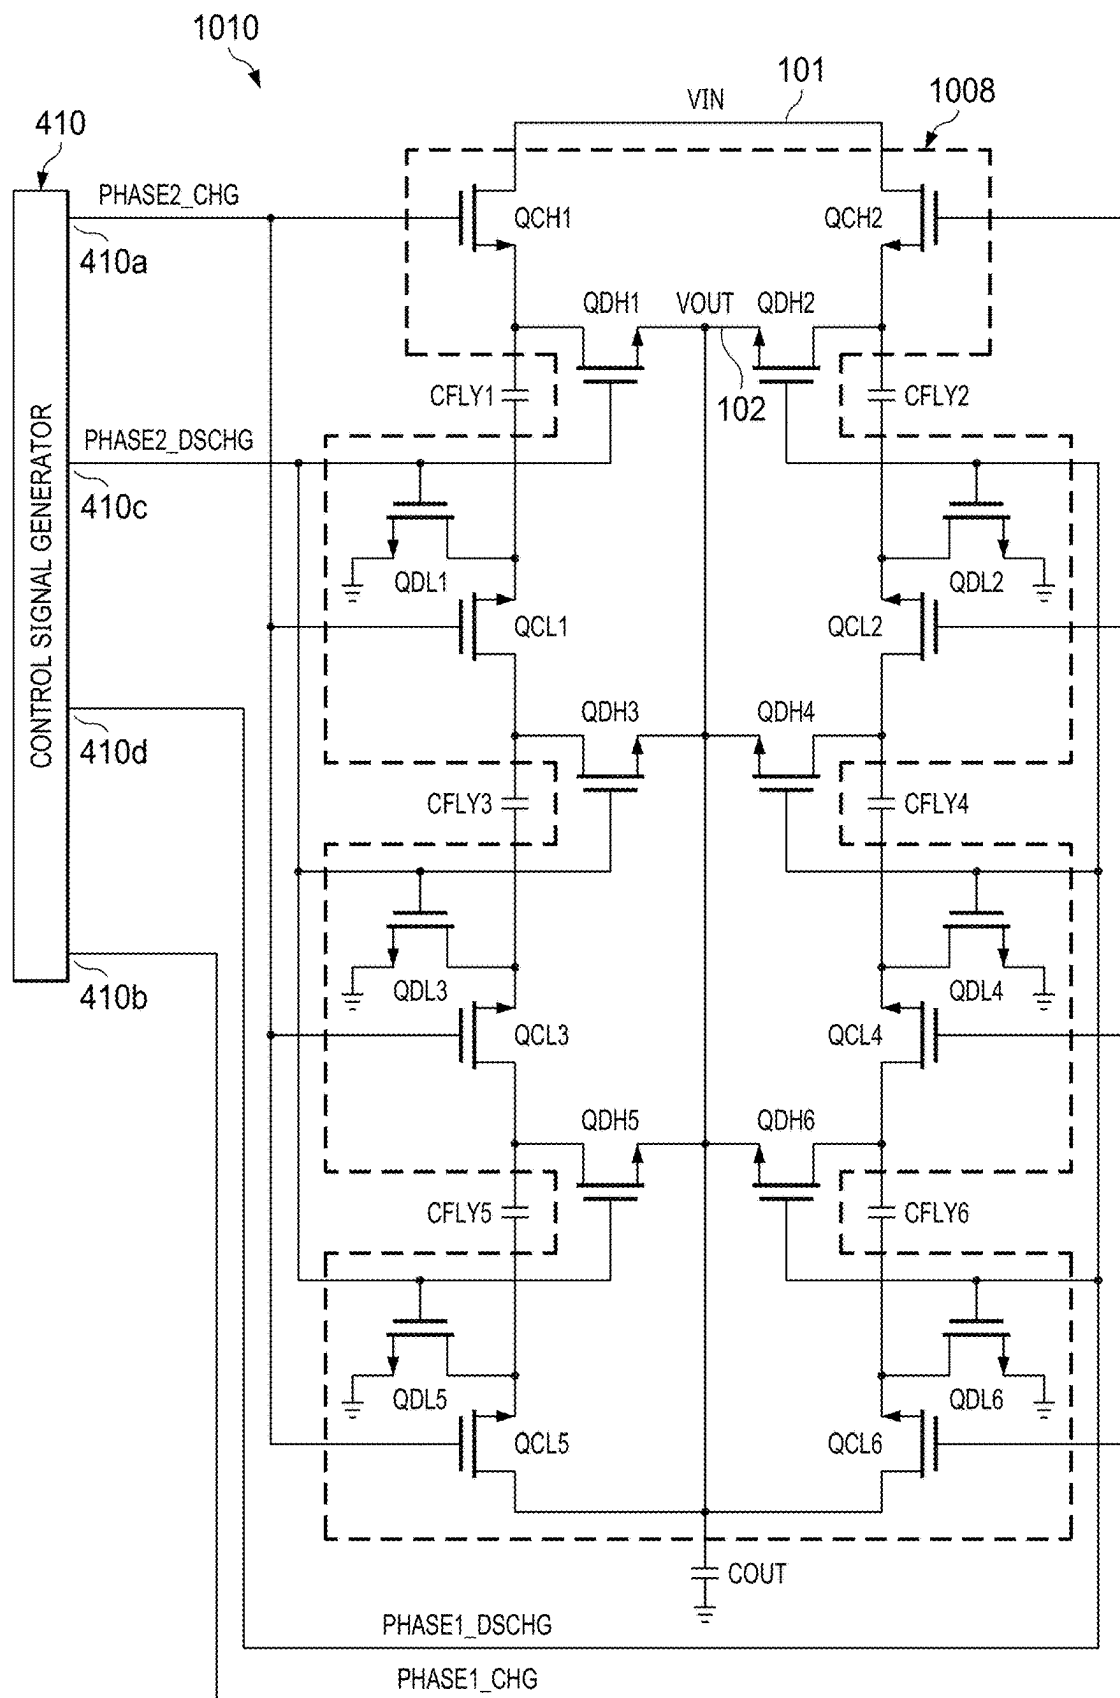 1010
101
VIN
1008
410
PHASE2_CHG
QCH1
QCH2
410a
QDH1
VOUT
QDH2
CFLY1
102
CFLY2
PHASE2_DSCHG
410c
CONTROL SIGNAL GENERATOR
QDL1
QDL2
QCL1
QCL2
QDH3
QDH4
410d
CFLY3
CFLY4
410b
QDL3
QDL4
QCL3
QCL4
QDH5
QDH6
CFLY5
CFLY6
QDL5
QDL6
QCL5
QCL6
COUT
PHASE1_DSCHG
PHASE1_CHG